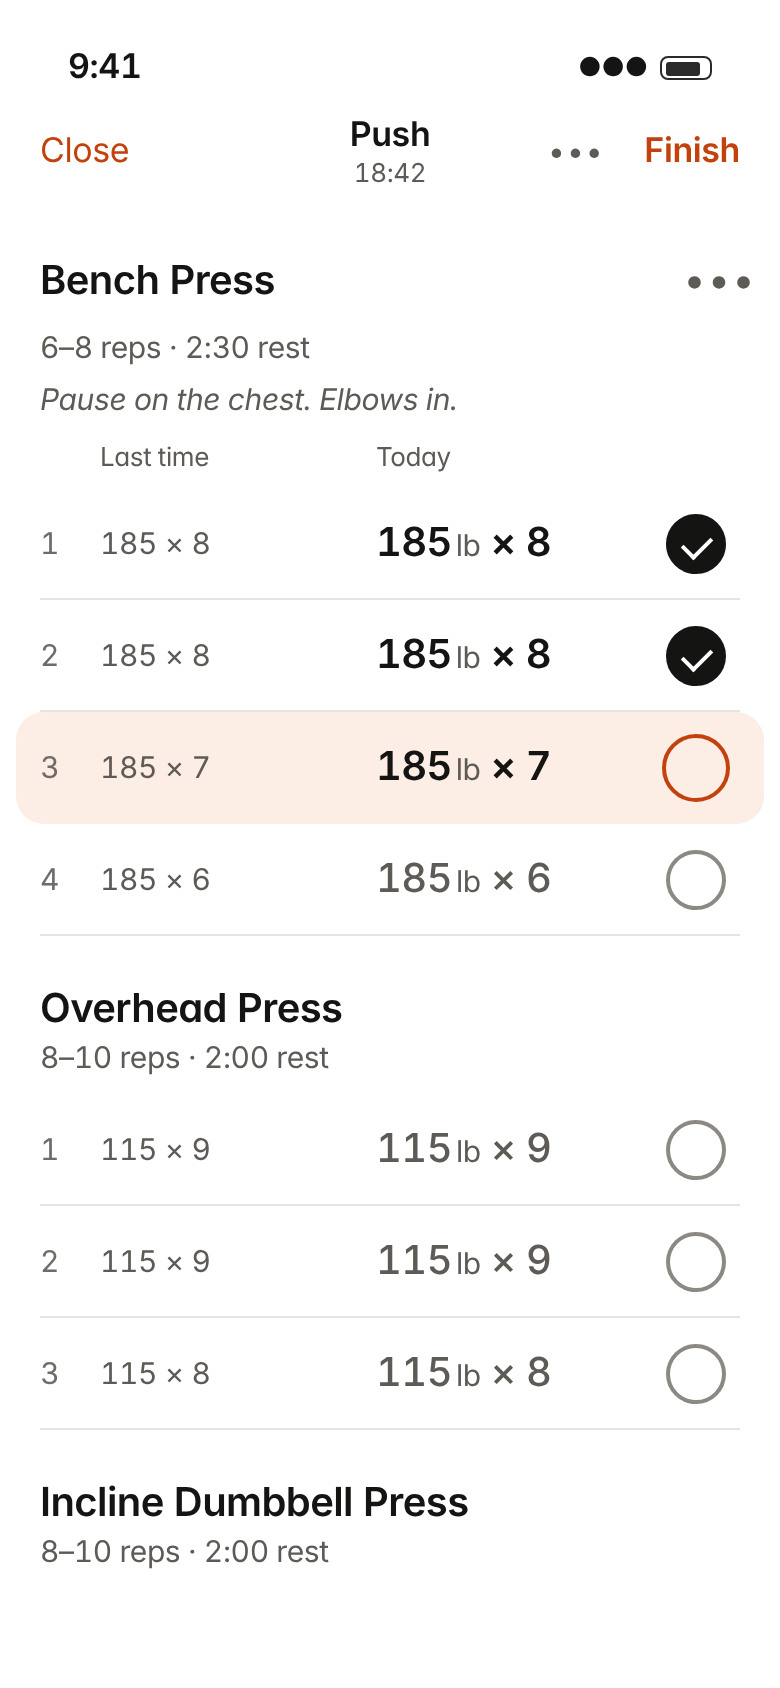 9:41
Close
Push
18:42
Finish
Bench Press
6–8 reps · 2:30 rest
Pause on the chest. Elbows in.
Last time Today
1 185 × 8 185 lb × 8
2 185 × 8 185 lb × 8
3 185 × 7 185 lb × 7
4 185 × 6 185 lb × 6
Overhead Press
8–10 reps · 2:00 rest
1 115 × 9 115 lb × 9
2 115 × 9 115 lb × 9
3 115 × 8 115 lb × 8
Incline Dumbbell Press
8–10 reps · 2:00 rest